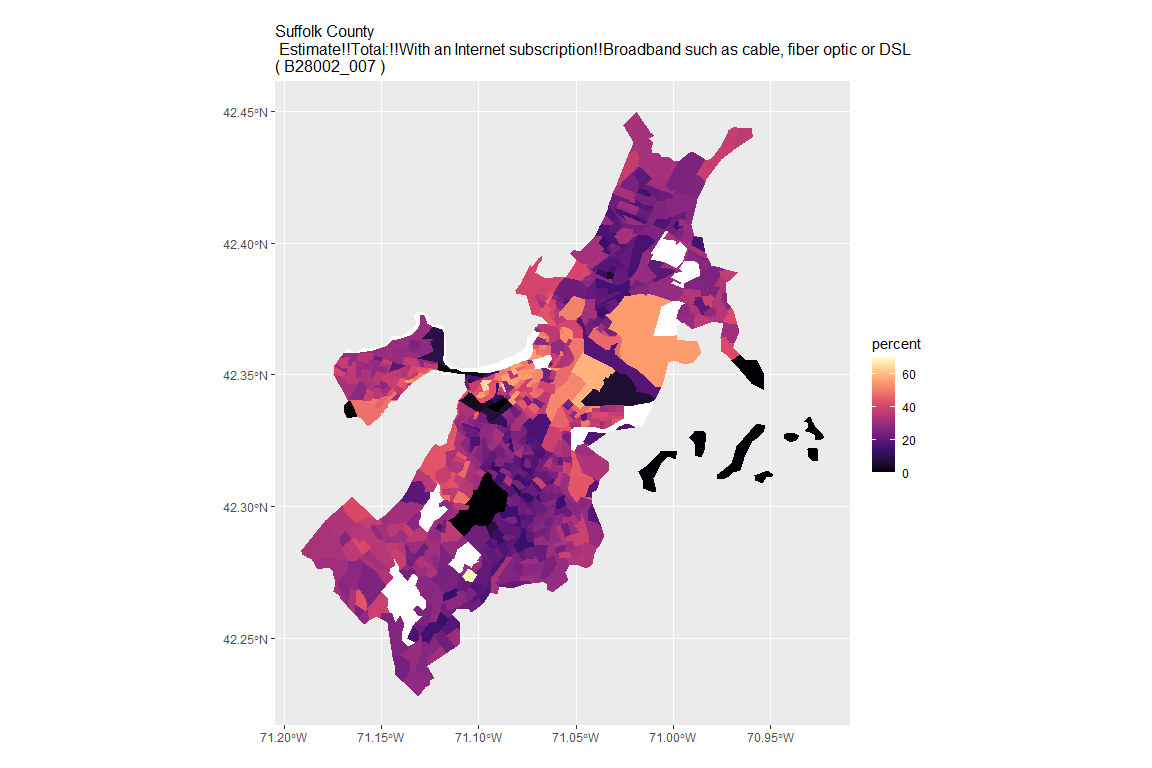 Suffolk County
Estimate!!Total:!!With an Internet subscription!!Broadband such as cable, fiber optic or DSL
( B28002_007 )
42.45°N
42.40°N
42.35°N
42.30°N
42.25°N
71.20°W
71.15°W
71.10°W
71.05°W
71.00°W
70.95°W
percent
60
40
20
0